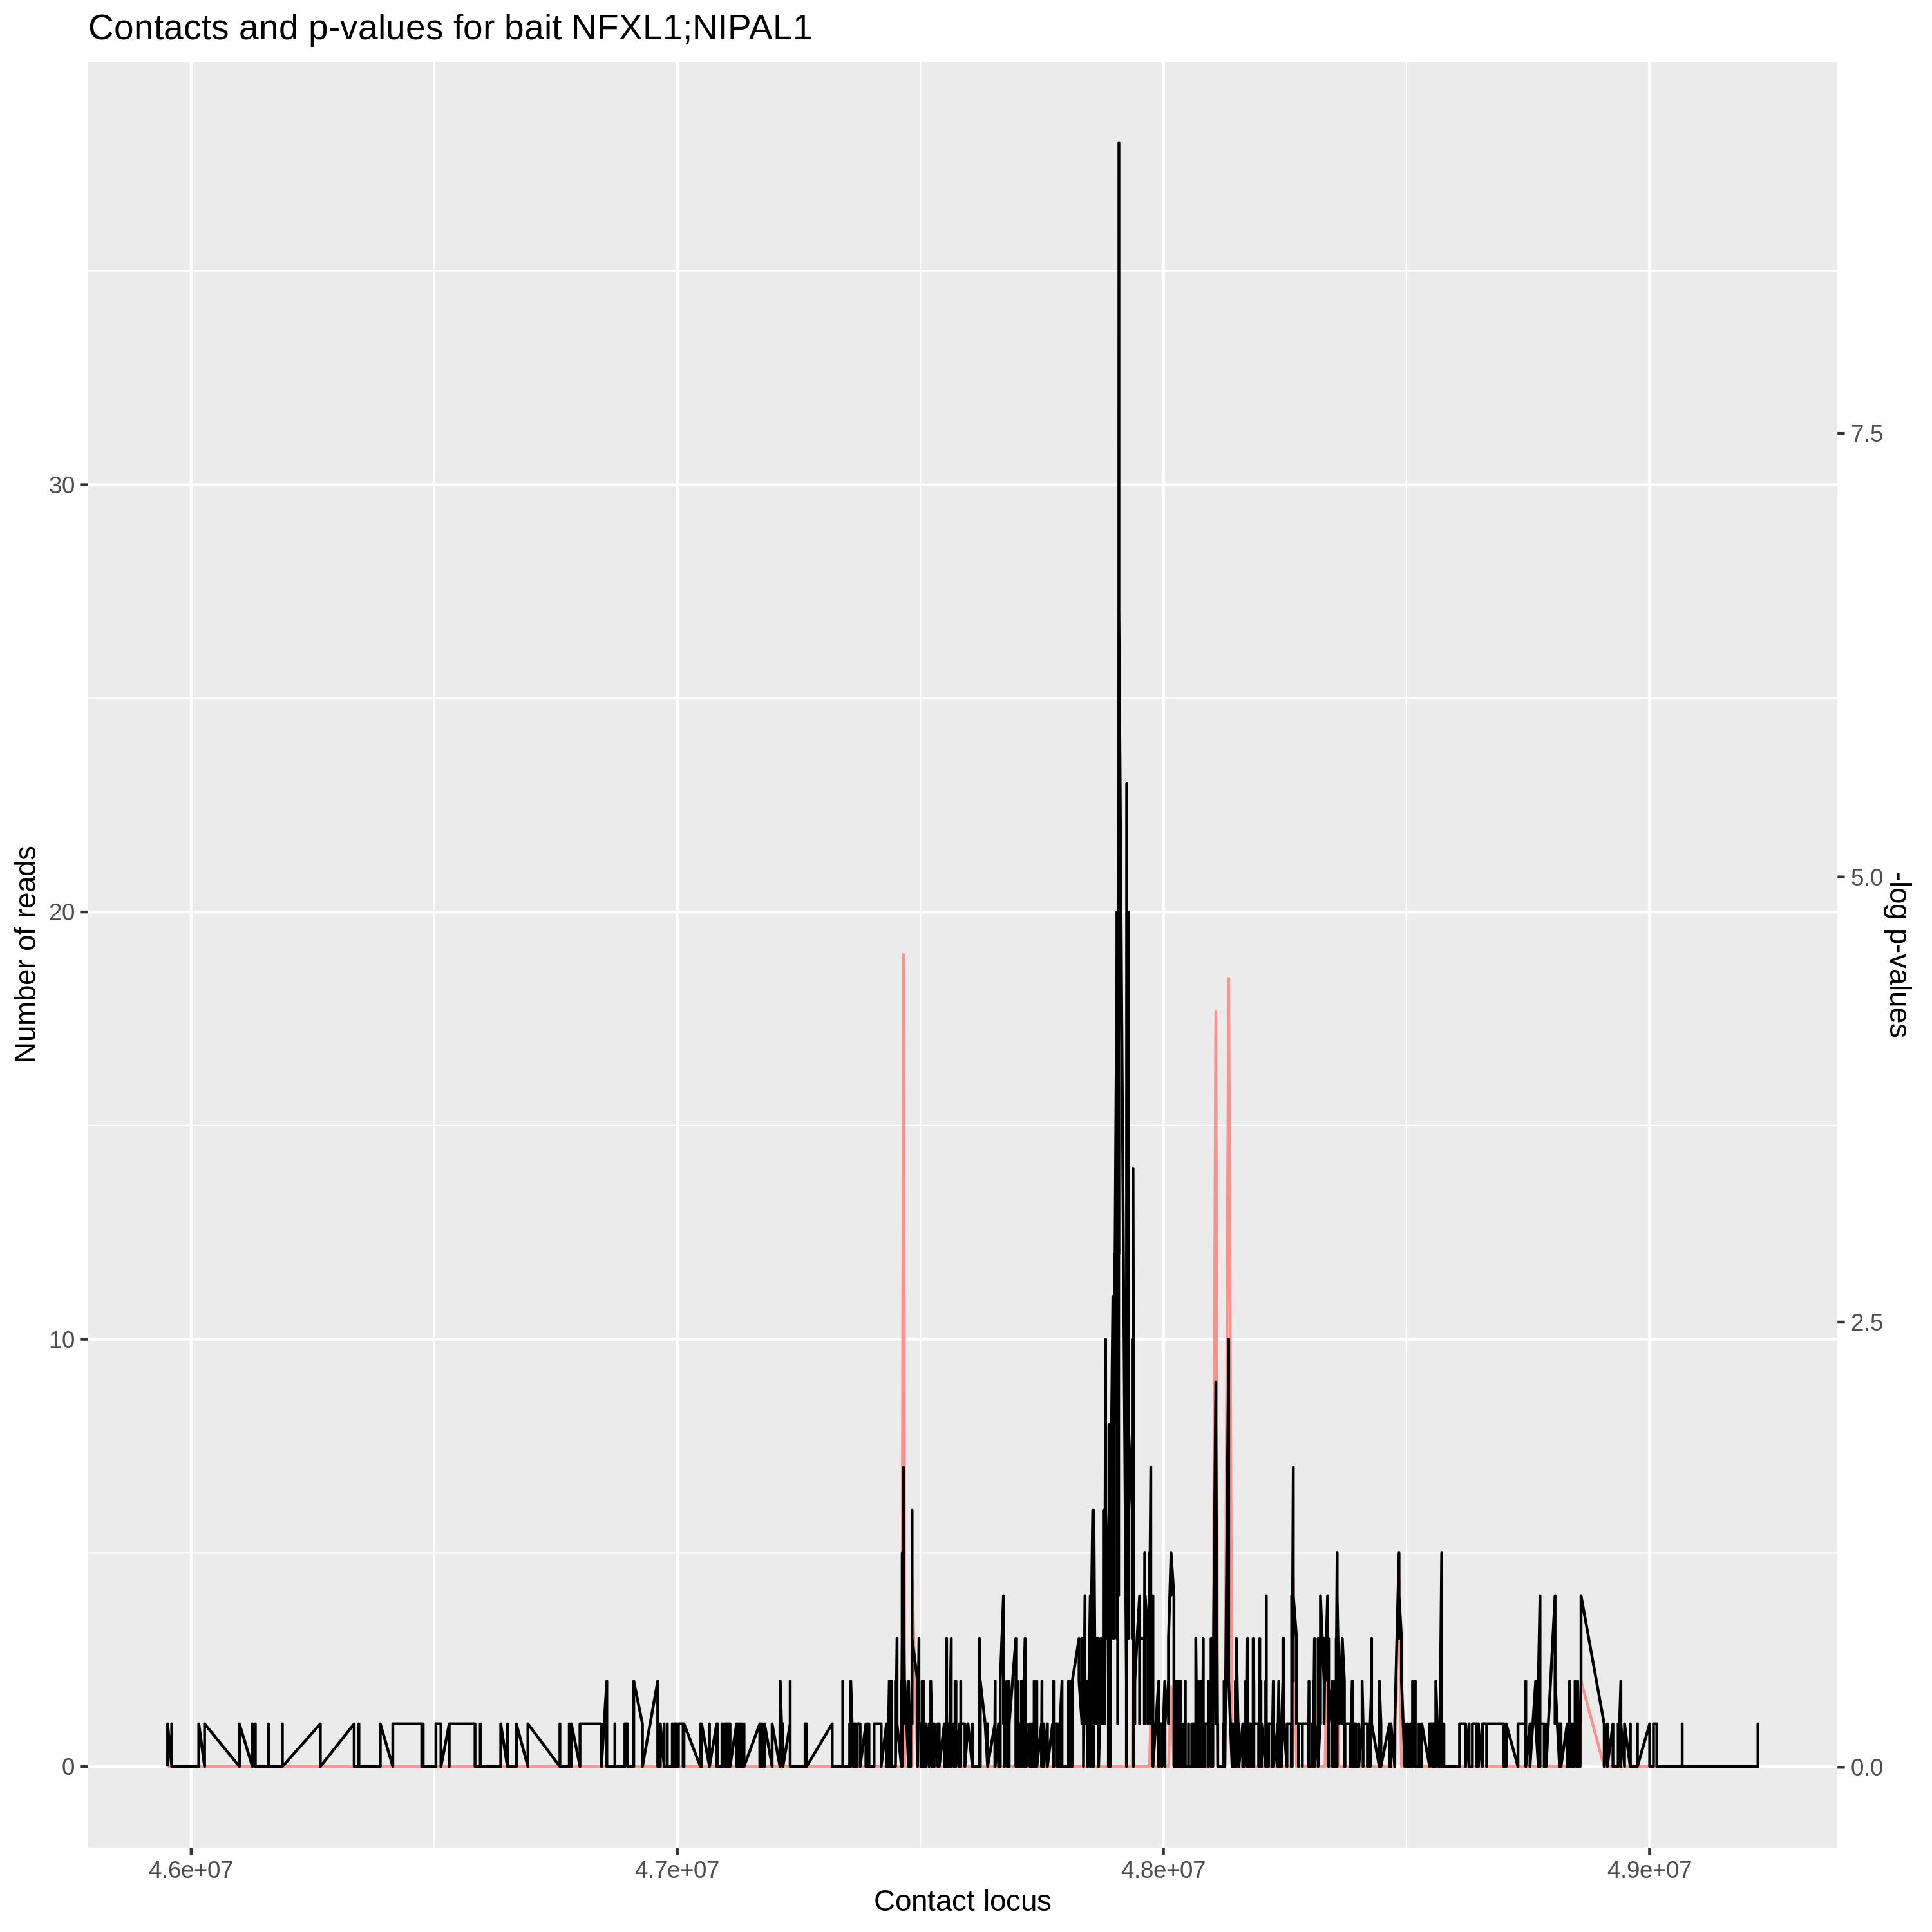 Contacts and p-values for bait NFXL1;NIPAL1
Number of reads
30
20
10
0
7.5
5.0
2.5
0.0
-log p-values
4.6e+07
4.7e+07
4.8e+07
4.9e+07
Contact locus